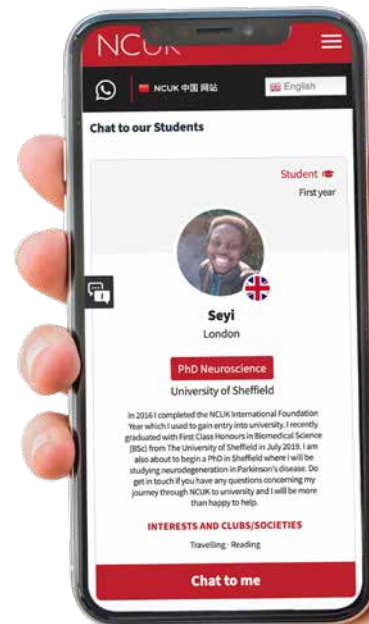 NCUK
NCUK 中国 网站
English
Chat to our Students
Student
First year
Seyi
London
PhD Neuroscience
University of Sheffield
In 2016 I completed the NCUK International Foundation
Year which I used to gain entry into university. I recently
graduated with First Class Honours in Biomedical Science
(BSc) from The University of Sheffield in July 2019. I am
also about to begin a PhD in Sheffield where I will be
studying neurodegeneration in Parkinson's disease. Do
get in touch if you have any questions concerning my
journey through NCUK to university and I will be more
than happy to help.
INTERESTS AND CLUBS/SOCIETIES
Travelling · Reading
Chat to me